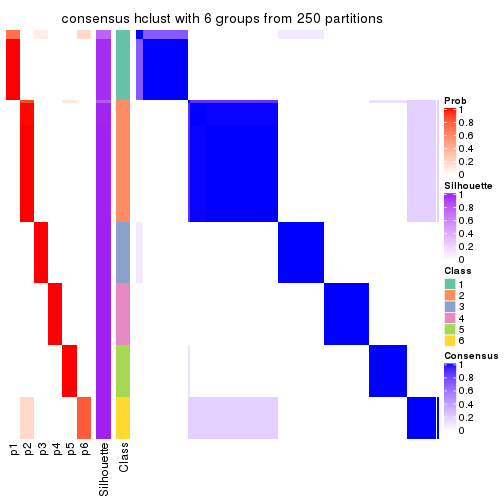 consensus hclust with 6 groups from 250 partitions
Prob
1
0.8
0.6
0.4
0.2
0
Silhouette
1
0.8
0.6
0.4
0.2
0
Class
1
2
3
4
5
6
Consensus
1
0.8
0.6
0.4
0.2
0
p1
p2
p3
p4
p5
p6
Silhouette
Class